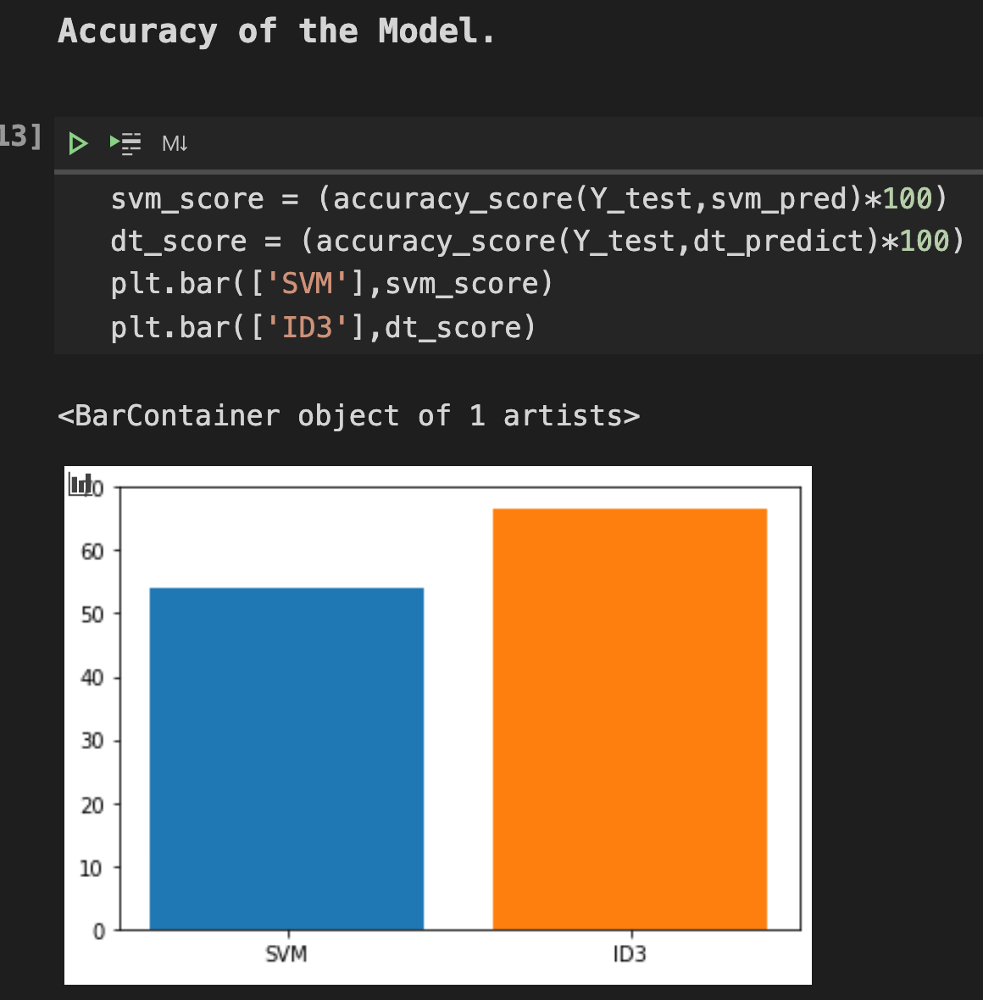 Accuracy of the Model.
13]
M↓
svm_score = (accuracy_score(Y_test,svm_pred)*100)
dt_score = (accuracy_score(Y_test,dt_predict)*100)
plt.bar(['SVM'],svm_score)
plt.bar(['ID3'],dt_score)
<BarContainer object of 1 artists>
70
60
50
40
30
20
10
0
SVM ID3